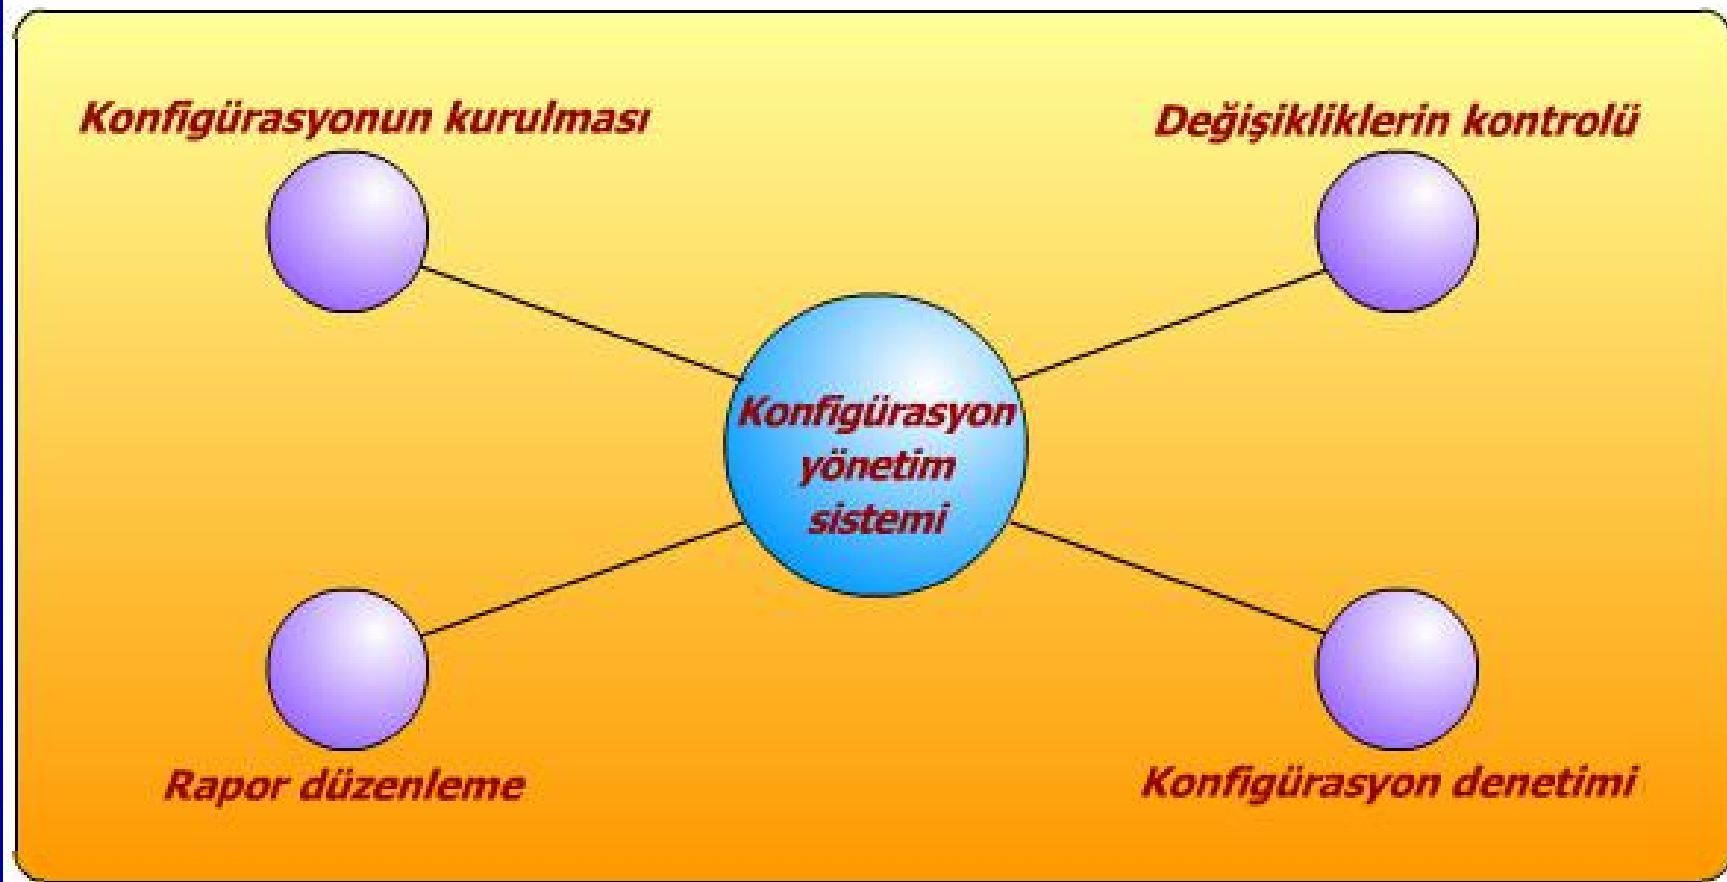 Konfigürasyonun kurulması
Değişikliklerin kontrolü
Konfigürasyon
yönetim
sistemi
Rapor düzenleme
Konfigürasyon denetimi